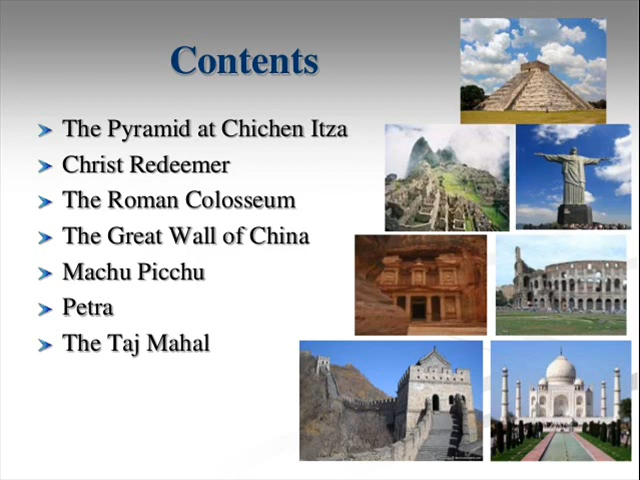 Contents
The Pyramid at Chichen Itza
Christ Redeemer
The Roman Colosseum
The Great Wall of China
Machu Picchu
Petra
The Taj Mahal